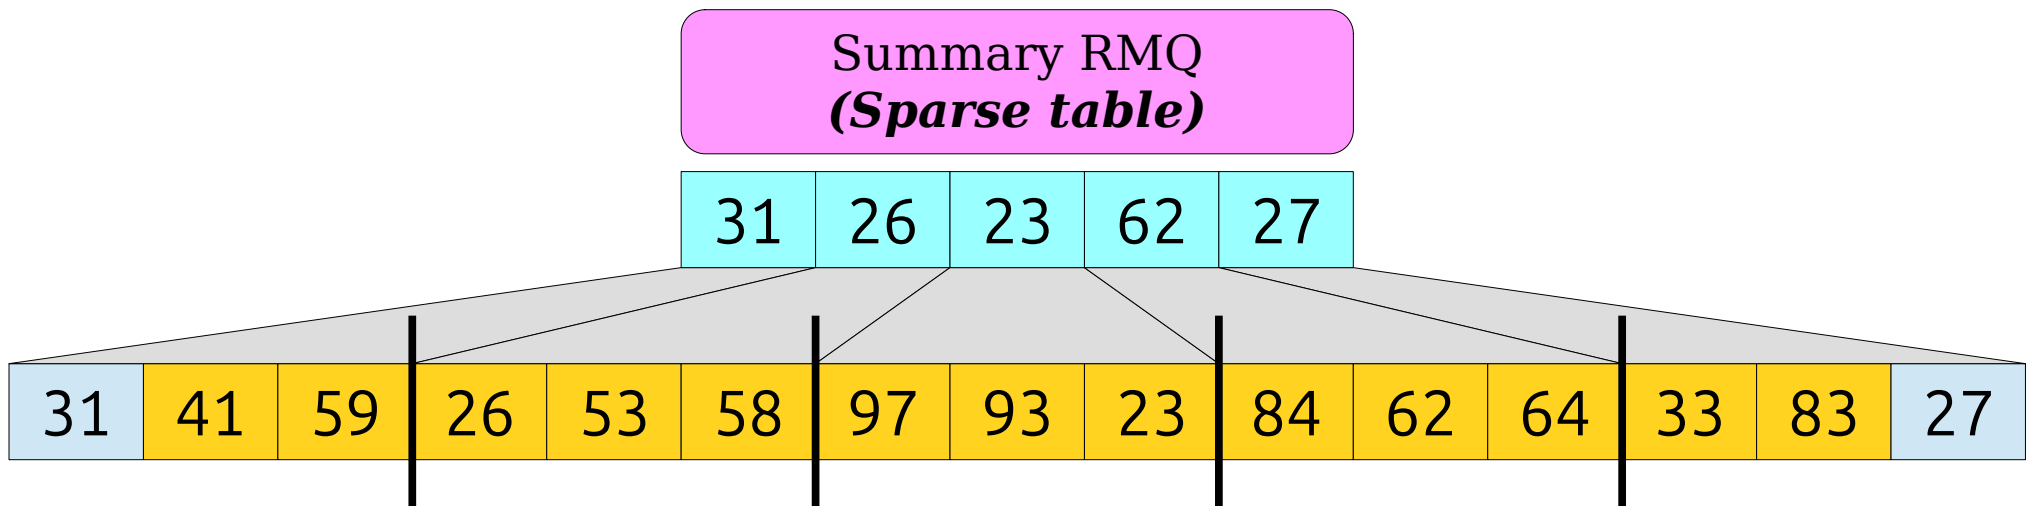 Summary RMQ
(Sparse table)
31 26 23 62 27
31 41 59 26 53 58 97 93 23 84 62 64 33 83 27